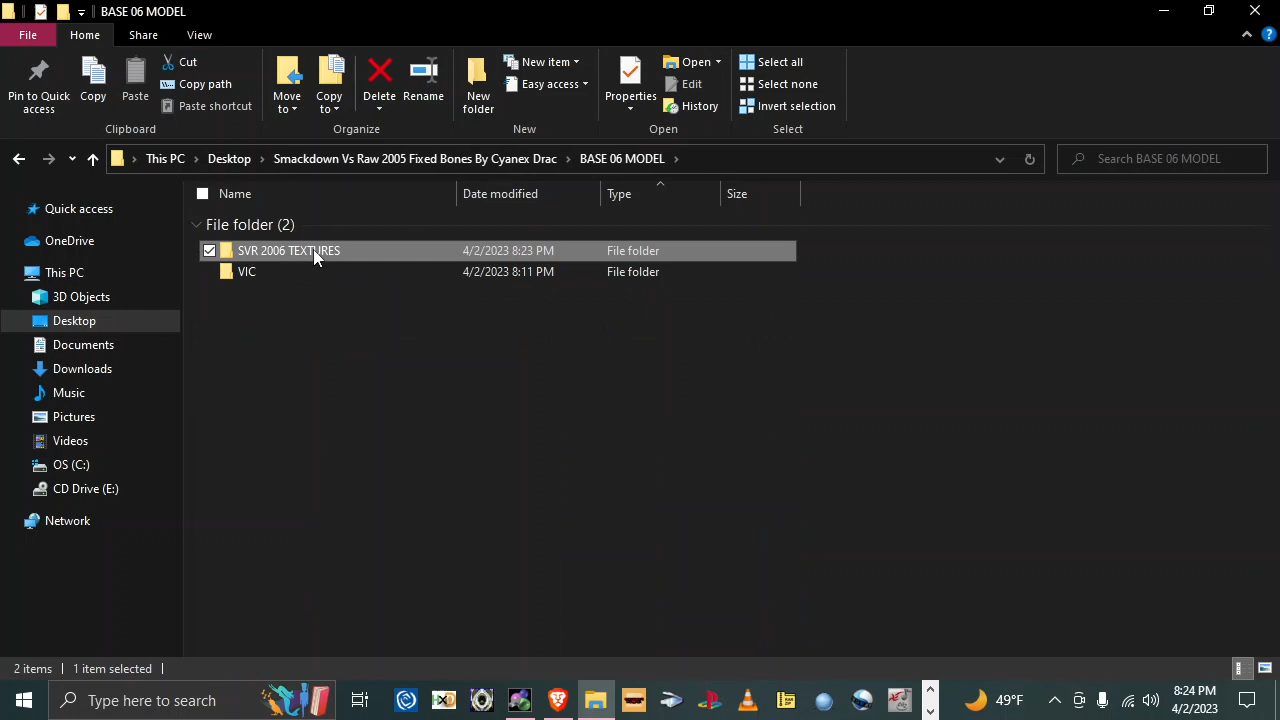 BASE 06 MODEL
File Home Share View
Pin to Quick access
Copy
Paste
Cut
Copy path
Paste shortcut
Clipboard
Move to
Copy to
Delete
Rename
Organize
New folder
New item
Easy access
New
Properties
Open
Edit
History
Open
Select all
Select none
Invert selection
Select
This PC > Desktop > Smackdown Vs Raw 2005 Fixed Bones By Cyanex Drac > BASE 06 MODEL >
Search BASE 06 MODEL
Quick access
OneDrive
This PC
3D Objects
Desktop
Documents
Downloads
Music
Pictures
Videos
OS (C:)
CD Drive (E:)
Network
Name Date modified Type Size
File folder (2)
SVR 2006 TEXTURES 4/2/2023 8:23 PM File folder
VIC 4/2/2023 8:11 PM File folder
2 items 1 item selected
Type here to search
49°F
8:24 PM
4/2/2023